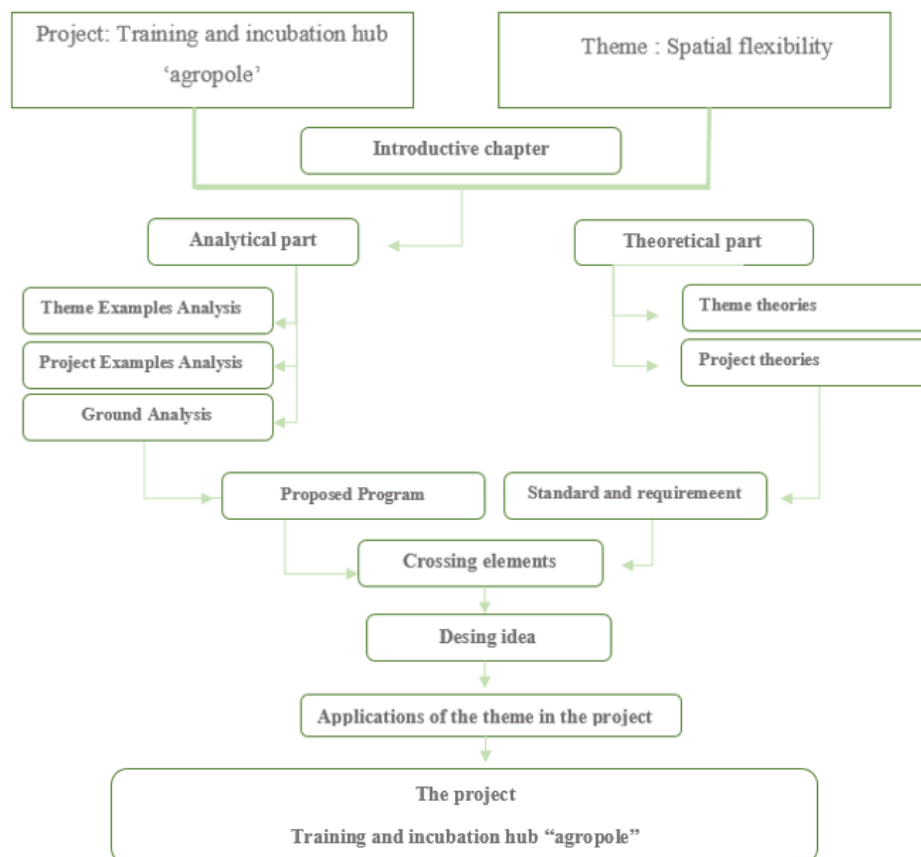 Project: Training and incubation hub
‘agropole’
Theme : Spatial flexibility
Introductive chapter
Analytical part
Theoretical part
Theme Examples Analysis
Theme theories
Project Examples Analysis
Project theories
Ground Analysis
Proposed Program
Standard and requiremeent
Crossing elements
Desing idea
Applications of the theme in the project
The project
Training and incubation hub “agropole”